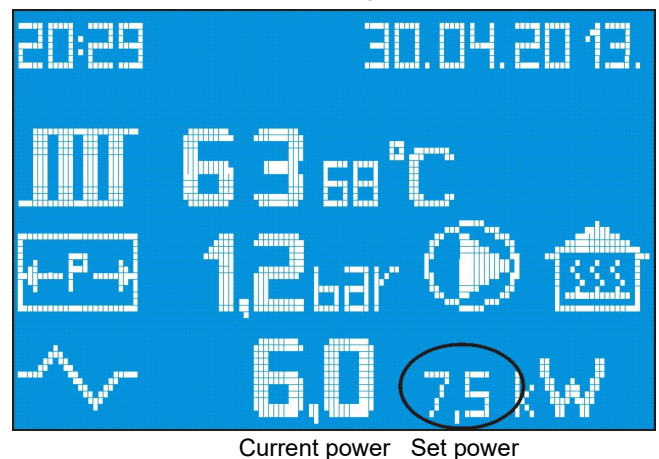 20:29 30.04.2013.
63 68 °C
P 1,2 bar
6,0 7,5 kW
Current power Set power